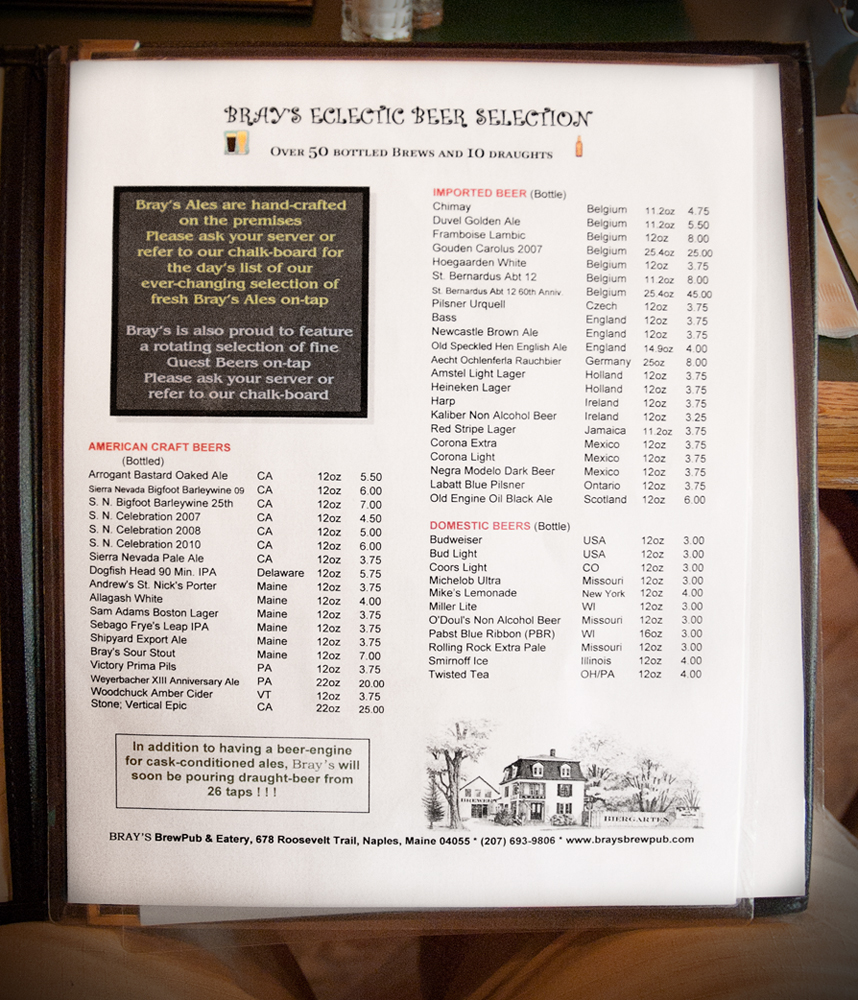 BRAY'S ECLECTIC BEER SELECTION
OVER 50 BOTTLED BREWS AND 10 DRAUGHTS
Bray's Ales are hand-crafted
on the premises
Please ask your server or
refer to our chalk-board for
the day's list of our
ever-changing selection of
fresh Bray's Ales on-tap
Bray's is also proud to feature
a rotating selection of fine
Guest Beers on-tap
Please ask your server or
refer to our chalk-board
AMERICAN CRAFT BEERS
(Bottled)
Arrogant Bastard Oaked Ale CA 12oz 5.50
Sierra Nevada Bigfoot Barleywine 09 CA 12oz 6.00
S. N. Bigfoot Barleywine 25th CA 12oz 7.00
S. N. Celebration 2007 CA 12oz 4.50
S. N. Celebration 2008 CA 12oz 5.00
S. N. Celebration 2010 CA 12oz 6.00
Sierra Nevada Pale Ale CA 12oz 3.75
Dogfish Head 90 Min. IPA Delaware 12oz 5.75
Andrew's St. Nick's Porter Maine 12oz 3.75
Allagash White Maine 12oz 4.00
Sam Adams Boston Lager Maine 12oz 3.75
Sebago Frye's Leap IPA Maine 12oz 3.75
Shipyard Export Ale Maine 12oz 3.75
Bray's Sour Stout Maine 12oz 7.00
Victory Prima Pils PA 12oz 3.75
Weyerbacher XIII Anniversary Ale PA 22oz 20.00
Woodchuck Amber Cider VT 12oz 3.75
Stone; Vertical Epic CA 22oz 25.00
In addition to having a beer-engine
for cask-conditioned ales, Bray's will
soon be pouring draught-beer from
26 taps ! ! !
IMPORTED BEER (Bottle)
Chimay Belgium 11.2oz 4.75
Duvel Golden Ale Belgium 11.2oz 5.50
Framboise Lambic Belgium 12oz 8.00
Gouden Carolus 2007 Belgium 25.4oz 25.00
Hoegaarden White Belgium 12oz 3.75
St. Bernardus Abt 12 Belgium 11.2oz 8.00
St. Bernardus Abt 12 60th Anniv. Belgium 25.4oz 45.00
Pilsner Urquell Czech 12oz 3.75
Bass England 12oz 3.75
Newcastle Brown Ale England 12oz 3.75
Old Speckled Hen English Ale England 14.9oz 4.00
Aecht Ochlenferla Rauchbier Germany 25oz 8.00
Amstel Light Lager Holland 12oz 3.75
Heineken Lager Holland 12oz 3.75
Harp Ireland 12oz 3.75
Kaliber Non Alcohol Beer Ireland 12oz 3.25
Red Stripe Lager Jamaica 11.2oz 3.75
Corona Extra Mexico 12oz 3.75
Corona Light Mexico 12oz 3.75
Negra Modelo Dark Beer Mexico 12oz 3.75
Labatt Blue Pilsner Ontario 12oz 3.75
Old Engine Oil Black Ale Scotland 12oz 6.00
DOMESTIC BEERS (Bottle)
Budweiser USA 12oz 3.00
Bud Light USA 12oz 3.00
Coors Light CO 12oz 3.00
Michelob Ultra Missouri 12oz 3.00
Mike's Lemonade New York 12oz 4.00
Miller Lite WI 12oz 3.00
O'Doul's Non Alcohol Beer Missouri 12oz 3.00
Pabst Blue Ribbon (PBR) WI 16oz 3.00
Rolling Rock Extra Pale Missouri 12oz 3.00
Smirnoff Ice Illinois 12oz 4.00
Twisted Tea OH/PA 12oz 4.00
BREWERY
BIERGARTEN
BRAY'S BrewPub & Eatery, 678 Roosevelt Trail, Naples, Maine 04055 * (207) 693-9806 * www.braysbrewpub.com